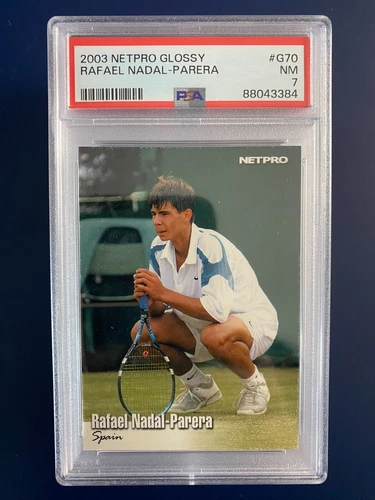 2003 NETPRO GLOSSY #G70
RAFAEL NADAL-PARERA NM
7
PSA 88043384
NETPRO
Rafael Nadal-Parera
Spain